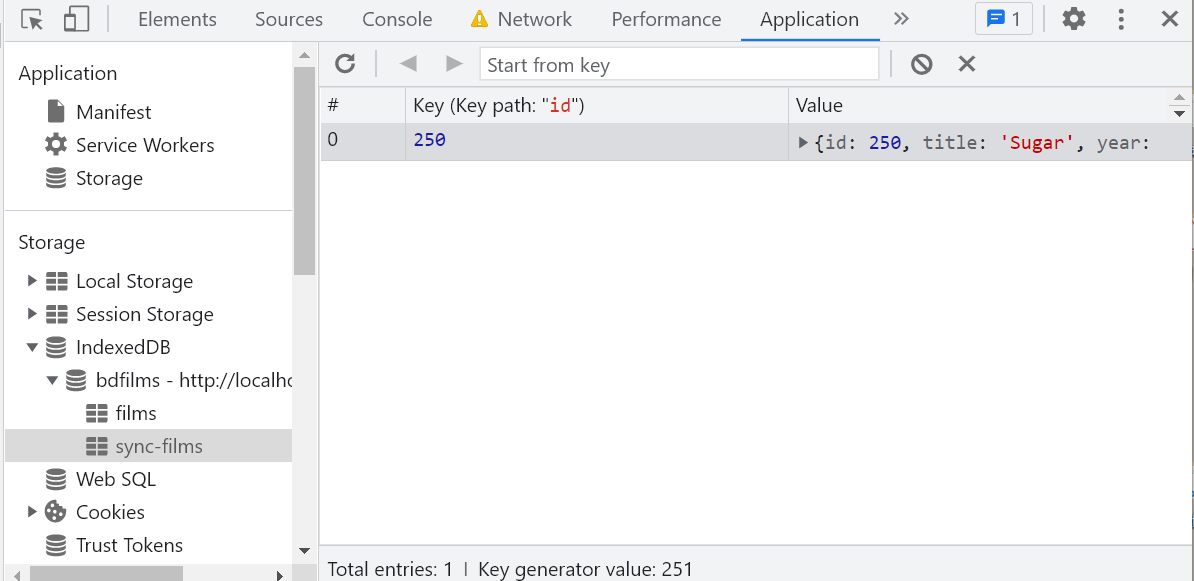 Elements Sources Console Network Performance Application 1
Application
Manifest
Service Workers
Storage
Storage
Local Storage
Session Storage
IndexedDB
bdfilms - http://localho
films
sync-films
Web SQL
Cookies
Trust Tokens
Start from key
# Key (Key path: "id") Value
0 250 {id: 250, title: 'Sugar', year:
Total entries: 1 | Key generator value: 251